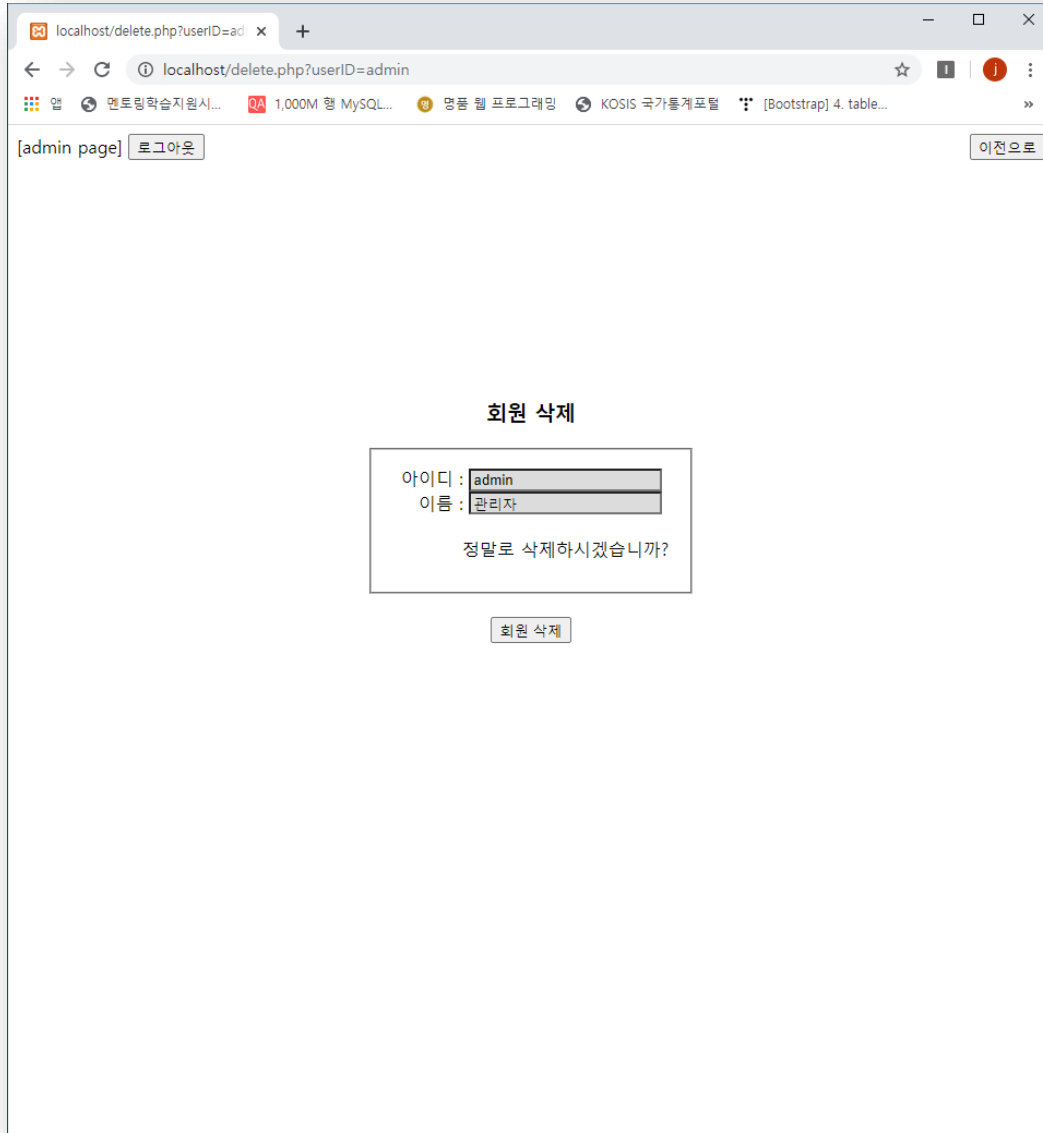 localhost/delete.php?userID=ad
localhost/delete.php?userID=admin
앱 멘토링학습지원시... QA 1,000M 행 MySQL... 명 명품 웹 프로그래밍 KOSIS 국가통계포털 [Bootstrap] 4. table... »
[admin page] 로그아웃 이전으로
회원 삭제
아이디 : admin
이름 : 관리자
정말로 삭제하시겠습니까?
회원 삭제